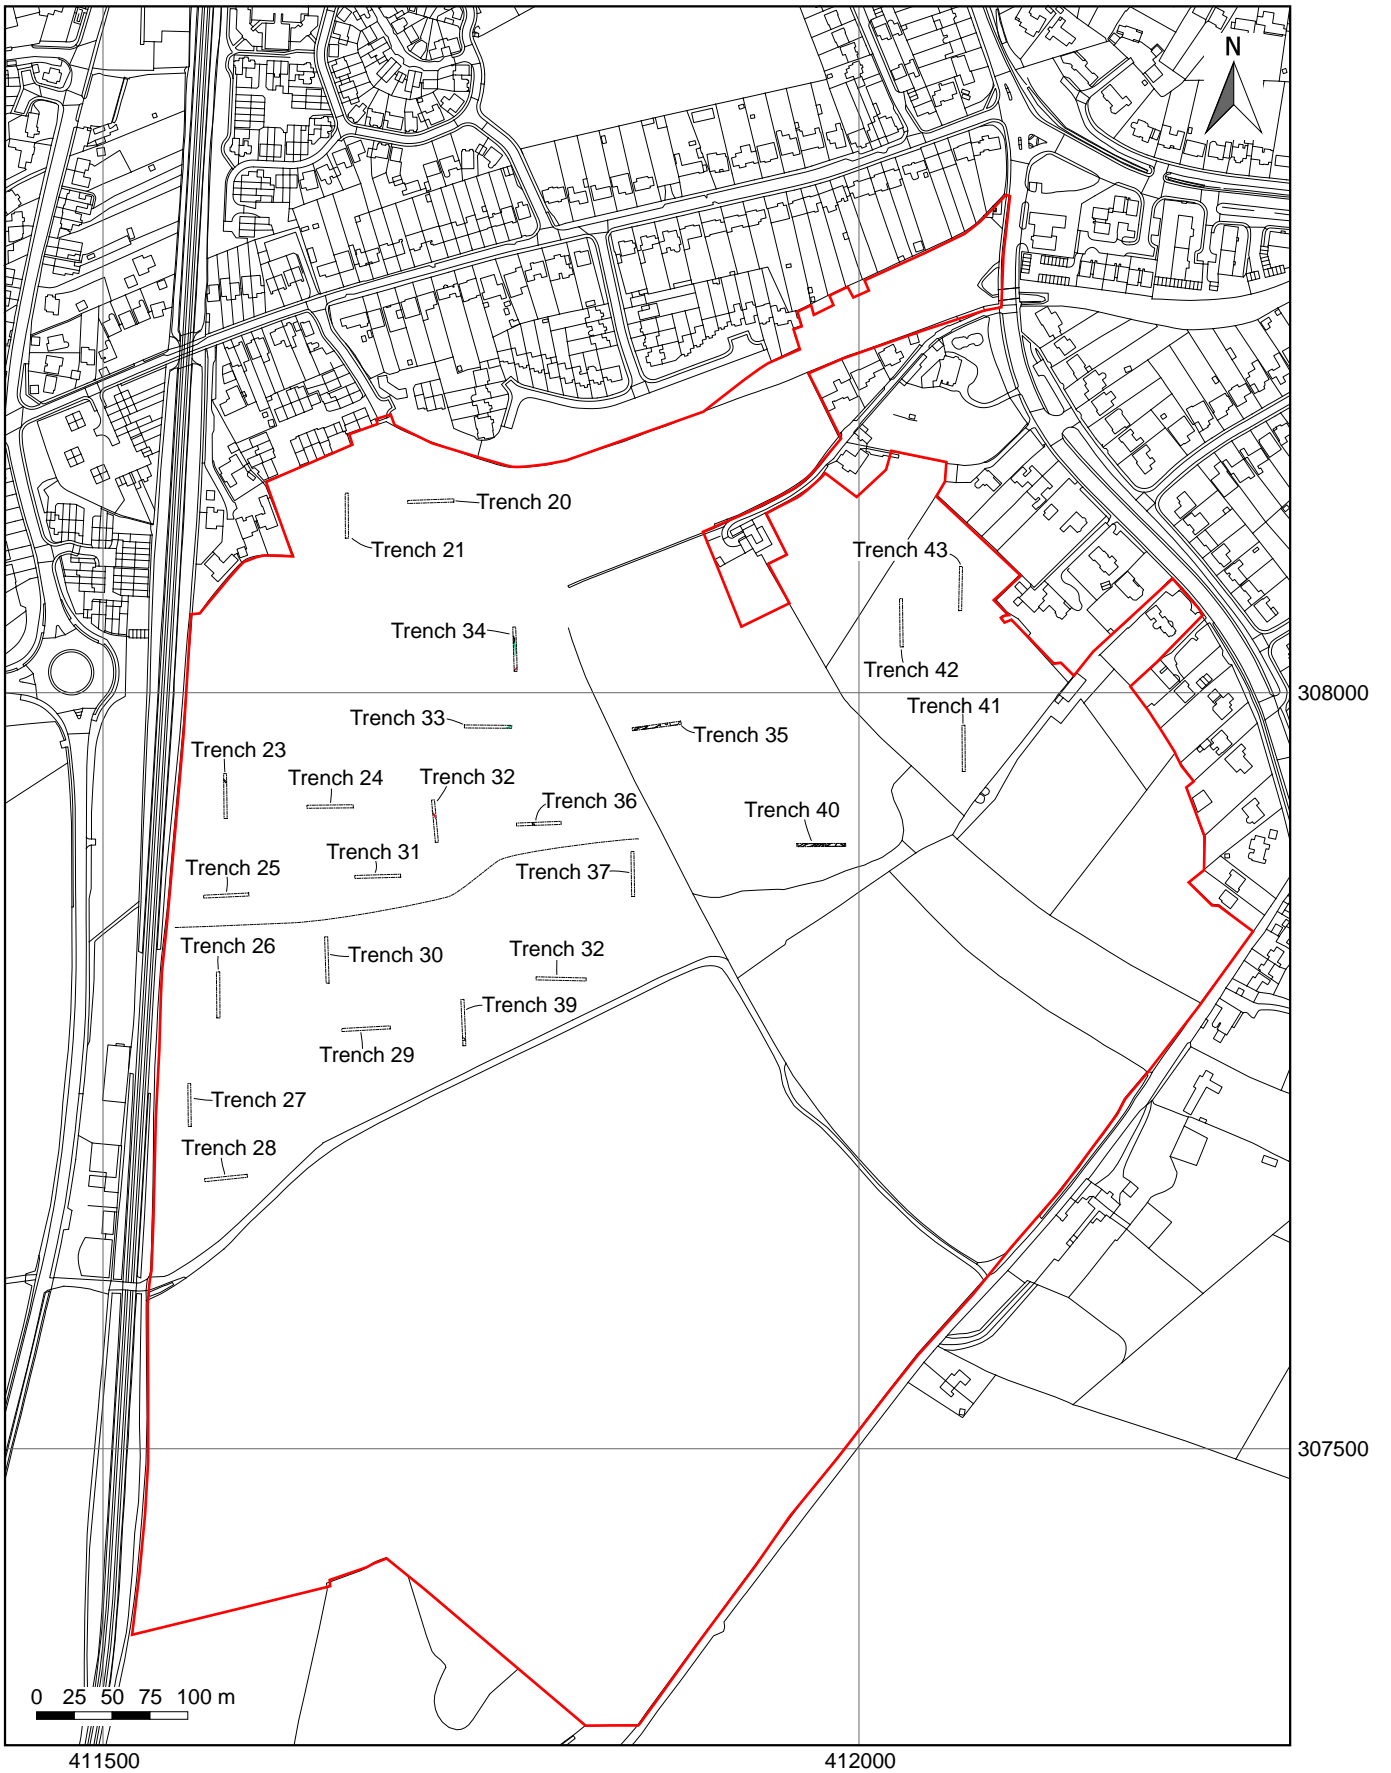 N
Trench 20
Trench 21
Trench 43
Trench 34
Trench 42
308000
Trench 41
Trench 33
Trench 35
Trench 23
Trench 24
Trench 32
Trench 36
Trench 40
Trench 31
Trench 25
Trench 37
Trench 26
Trench 30
Trench 32
Trench 39
Trench 29
Trench 27
Trench 28
307500
0 25 50 75 100 m
411500
412000